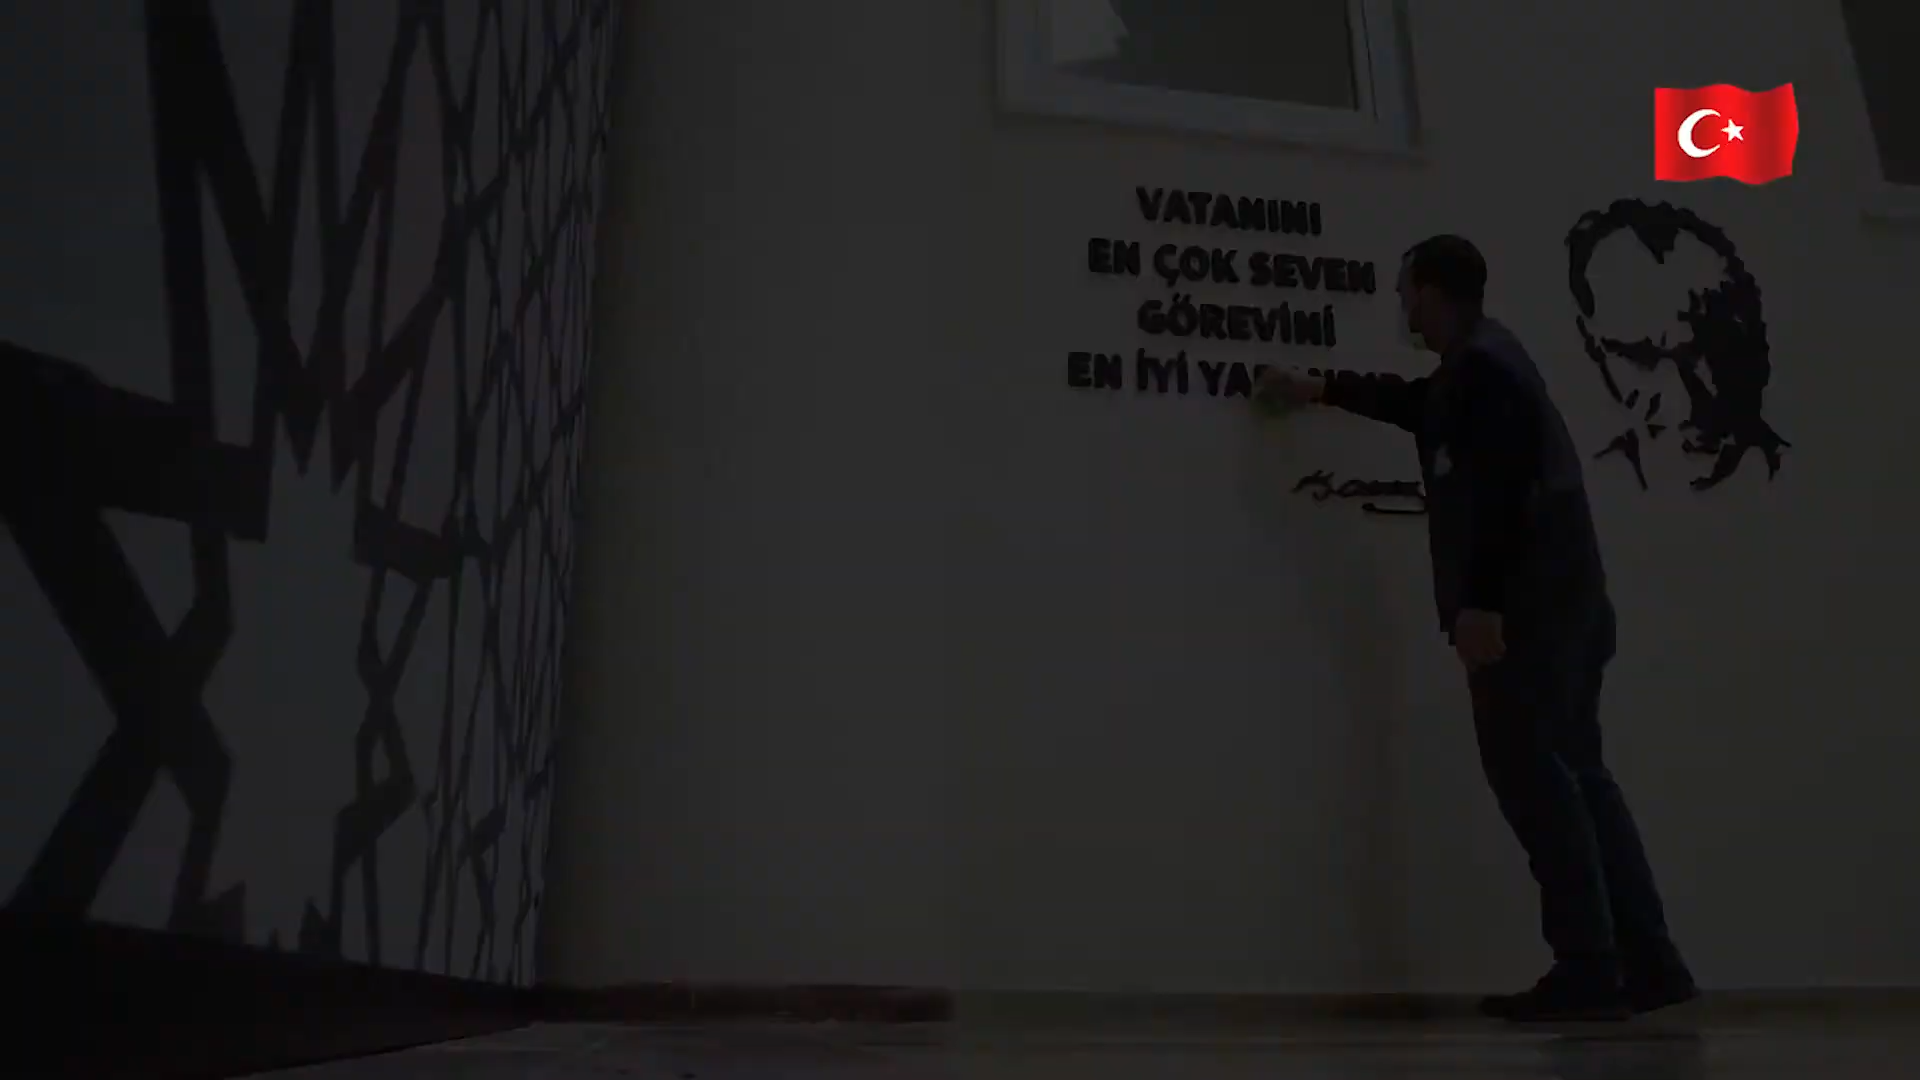 VATANINI
EN ÇOK SEVEN
GÖREVİNİ
EN İYİ